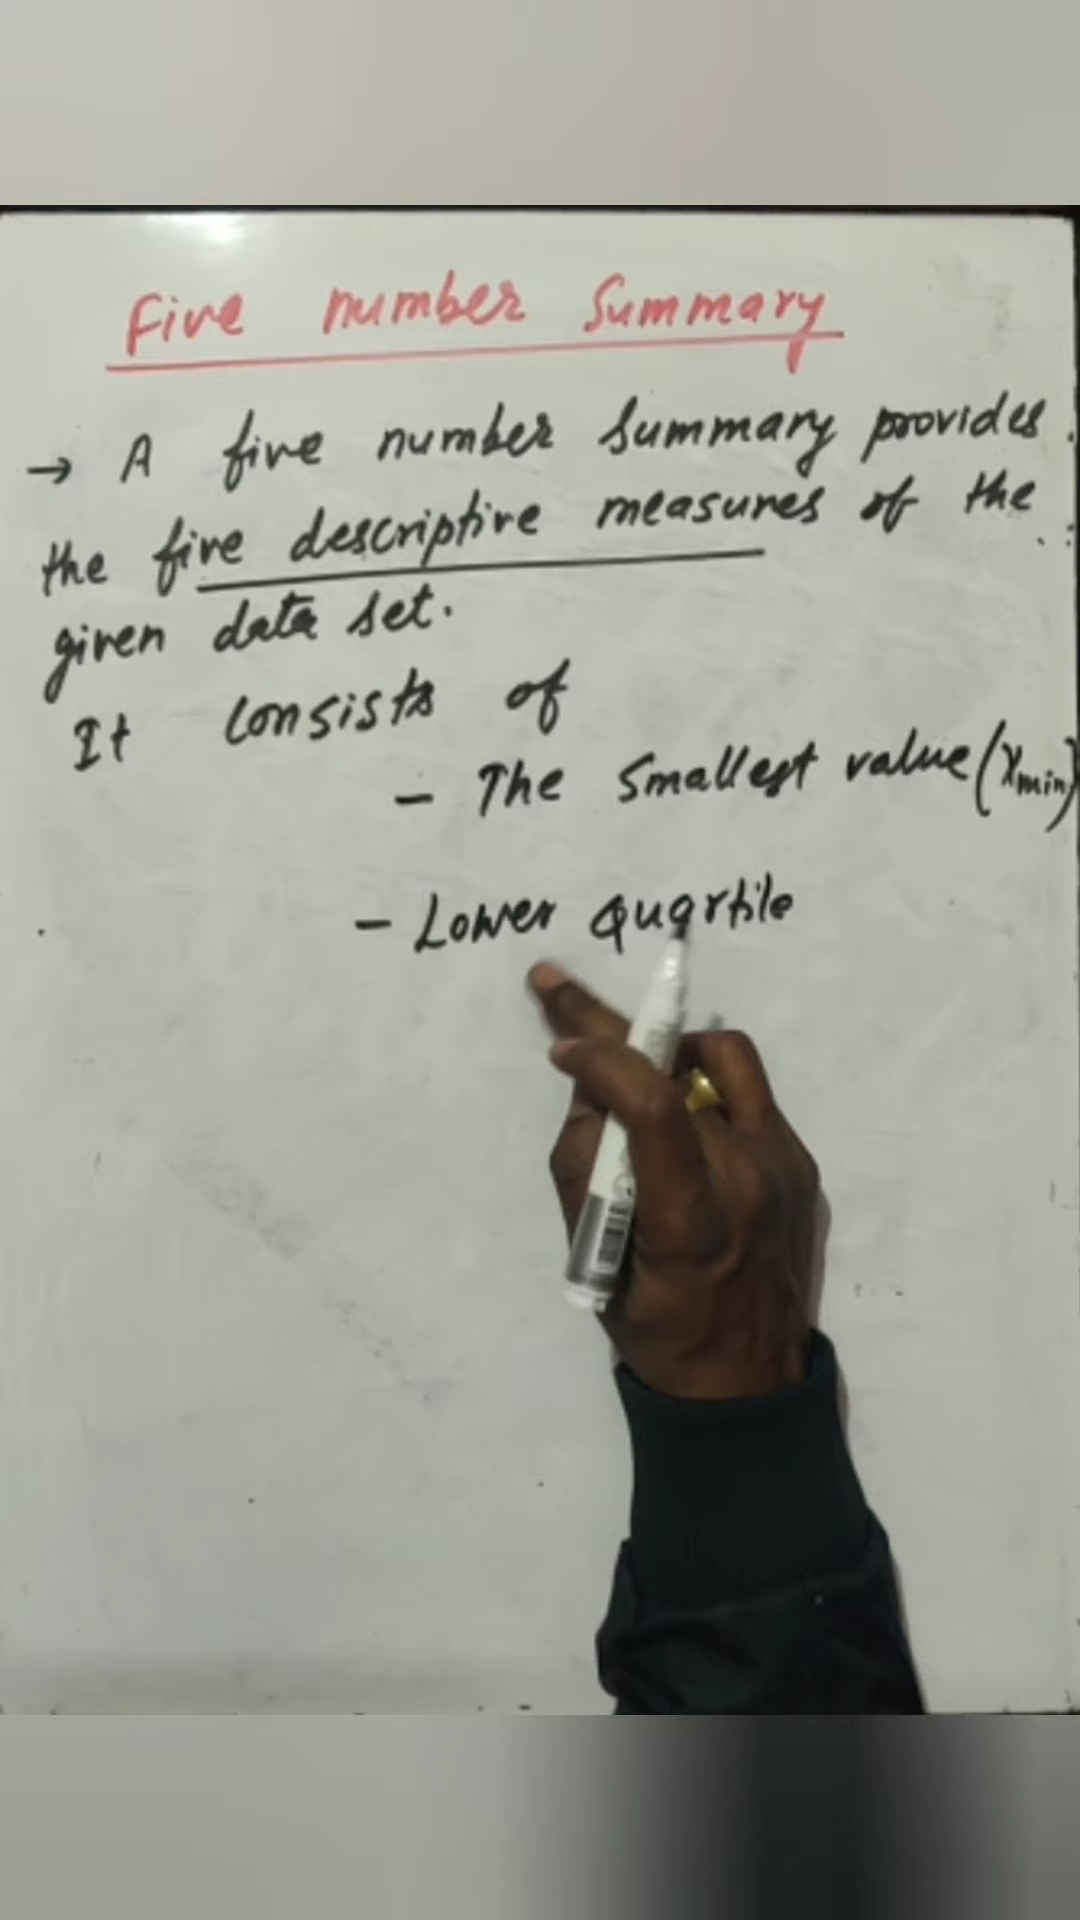 Five number Summary
→ A five number Summary provides
the five descriptive measures of the
given data set.
It consists of
- The Smallest value (Xmin)
- Lower Quartile